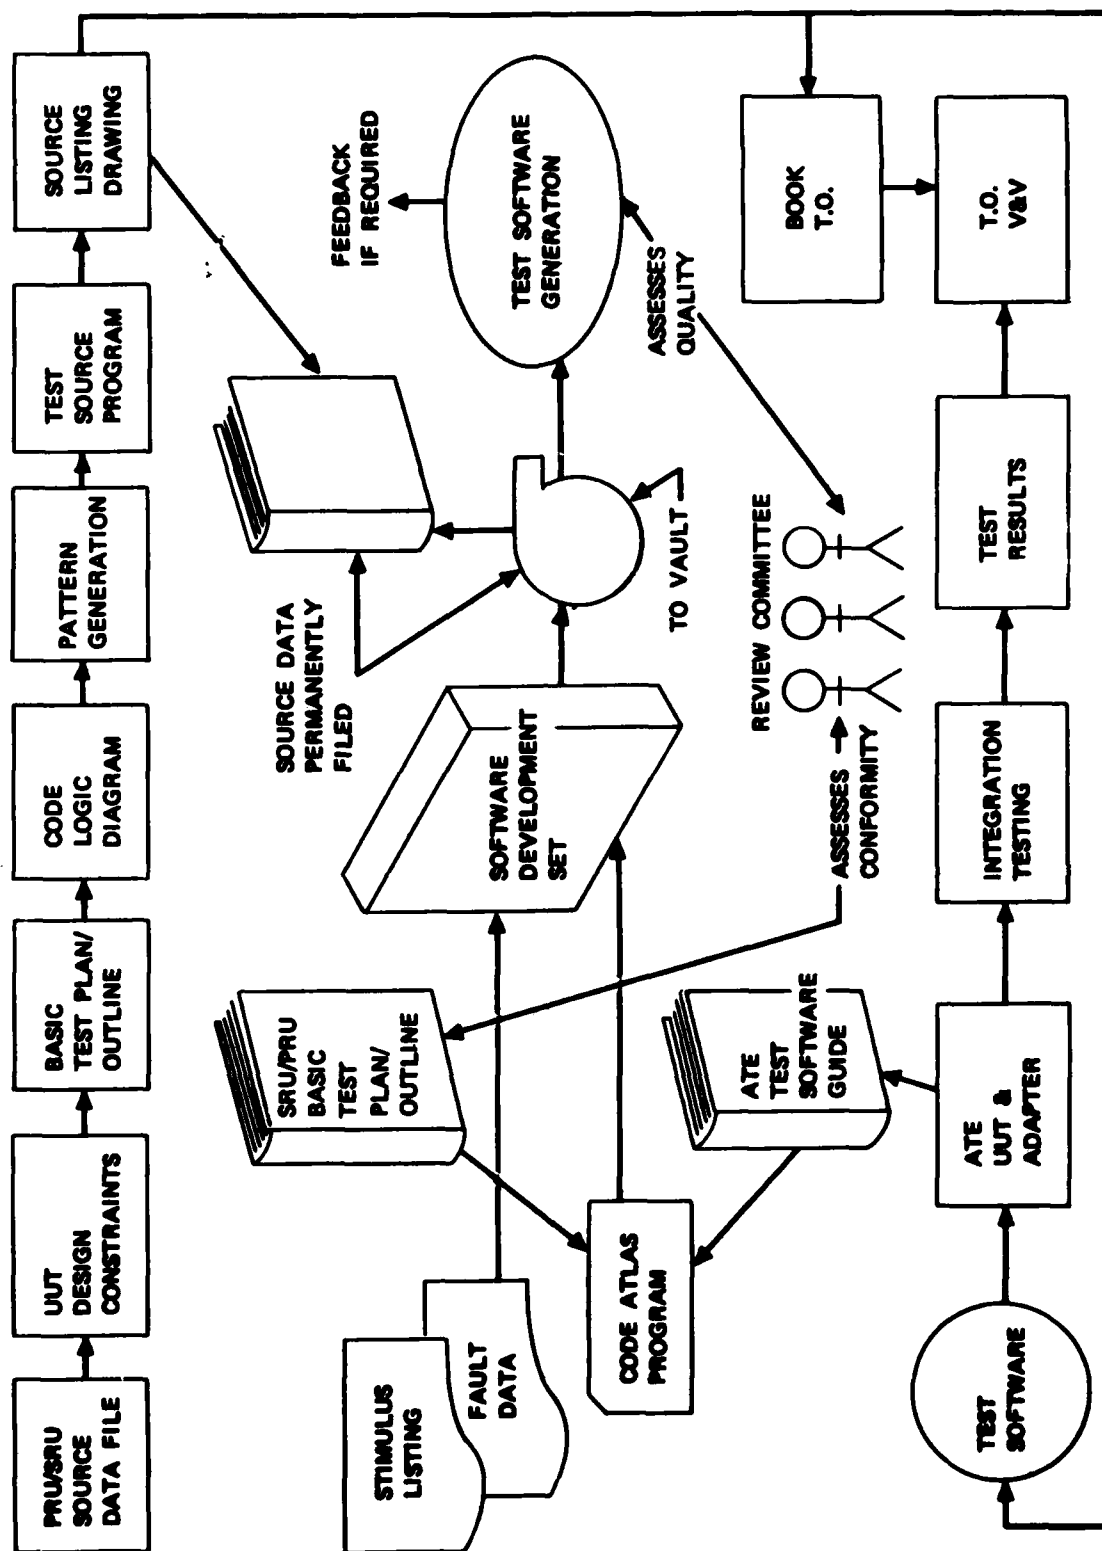 PRU/SRU
SOURCE
DATA FILE
UUT
DESIGN
CONSTRAINTS
BASIC
TEST PLAN/
OUTLINE
CODE
LOGIC
DIAGRAM
PATTERN
GENERATION
TEST
SOURCE
PROGRAM
SOURCE
LISTING
DRAWING
STIMULUS
LISTING
FAULT
DATA
SRU/PRU
BASIC
TEST
PLAN/
OUTLINE
SOURCE DATA
PERMANENTLY
FILED
FEEDBACK
IF REQUIRED
SOFTWARE
DEVELOPMENT
SET
TEST SOFTWARE
GENERATION
CODE ATLAS
PROGRAM
TO VAULT
ASSESSES
QUALITY
ATE
TEST
SOFTWARE
GUIDE
ASSESSES
CONFORMITY
REVIEW COMMITTEE
BOOK
T.O.
TEST
SOFTWARE
ATE
UUT &
ADAPTER
INTEGRATION
TESTING
TEST
RESULTS
T.O.
V&V